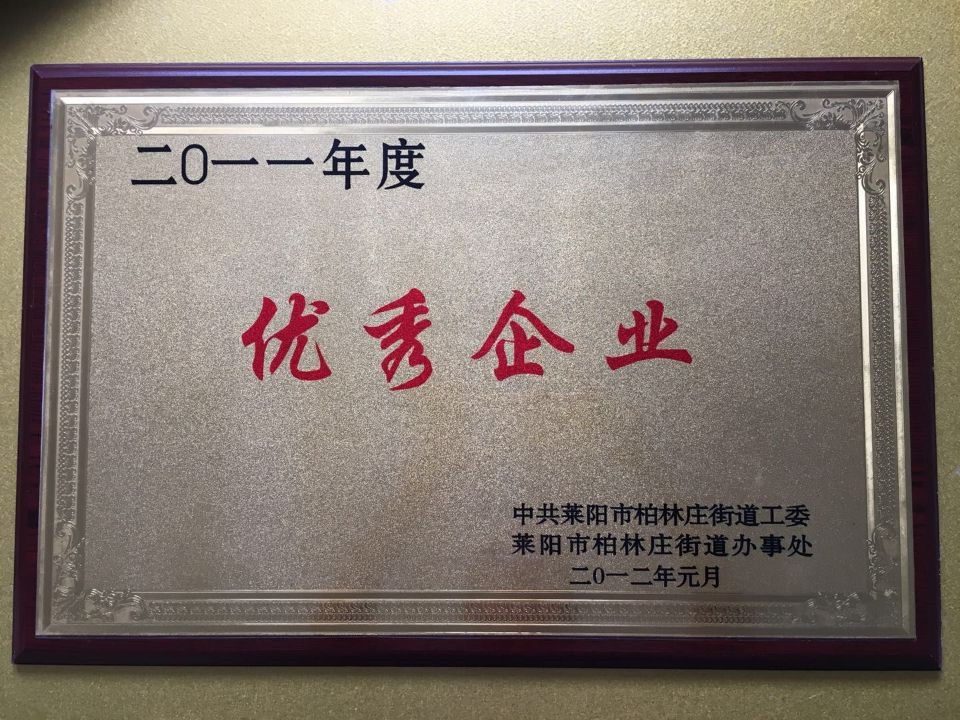 二0一一年度
优秀企业
中共莱阳市柏林庄街道工委
莱阳市柏林庄街道办事处
二0一二年元月